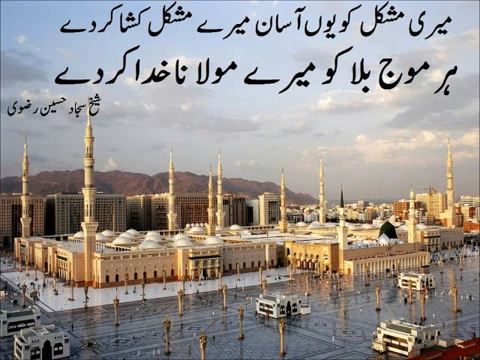 میری مشکل کو یوں آسان میرے مشکل کشا کر دے
ہر موج بلا کو میرے مولا ناخدا کر دے
شیخ سجاد حسین رضوی